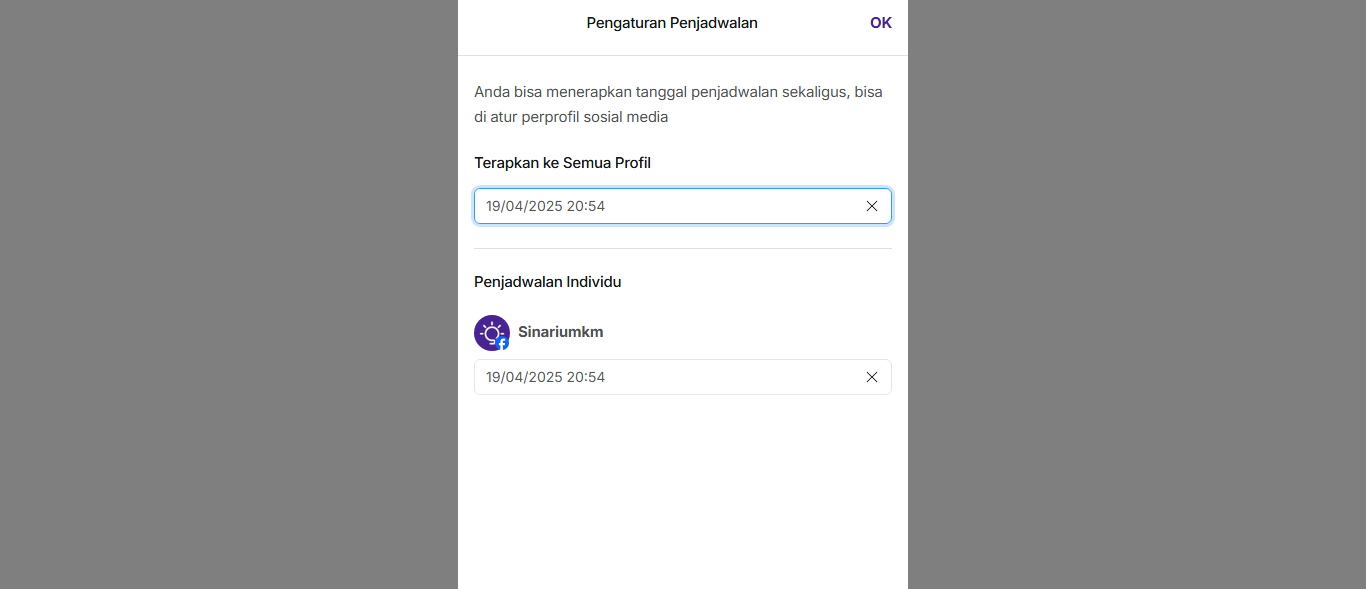 Pengaturan Penjadwalan
OK
Anda bisa menerapkan tanggal penjadwalan sekaligus, bisa
di atur perprofil sosial media
Terapkan ke Semua Profil
19/04/2025 20:54
Penjadwalan Individu
Sinariumkm
19/04/2025 20:54